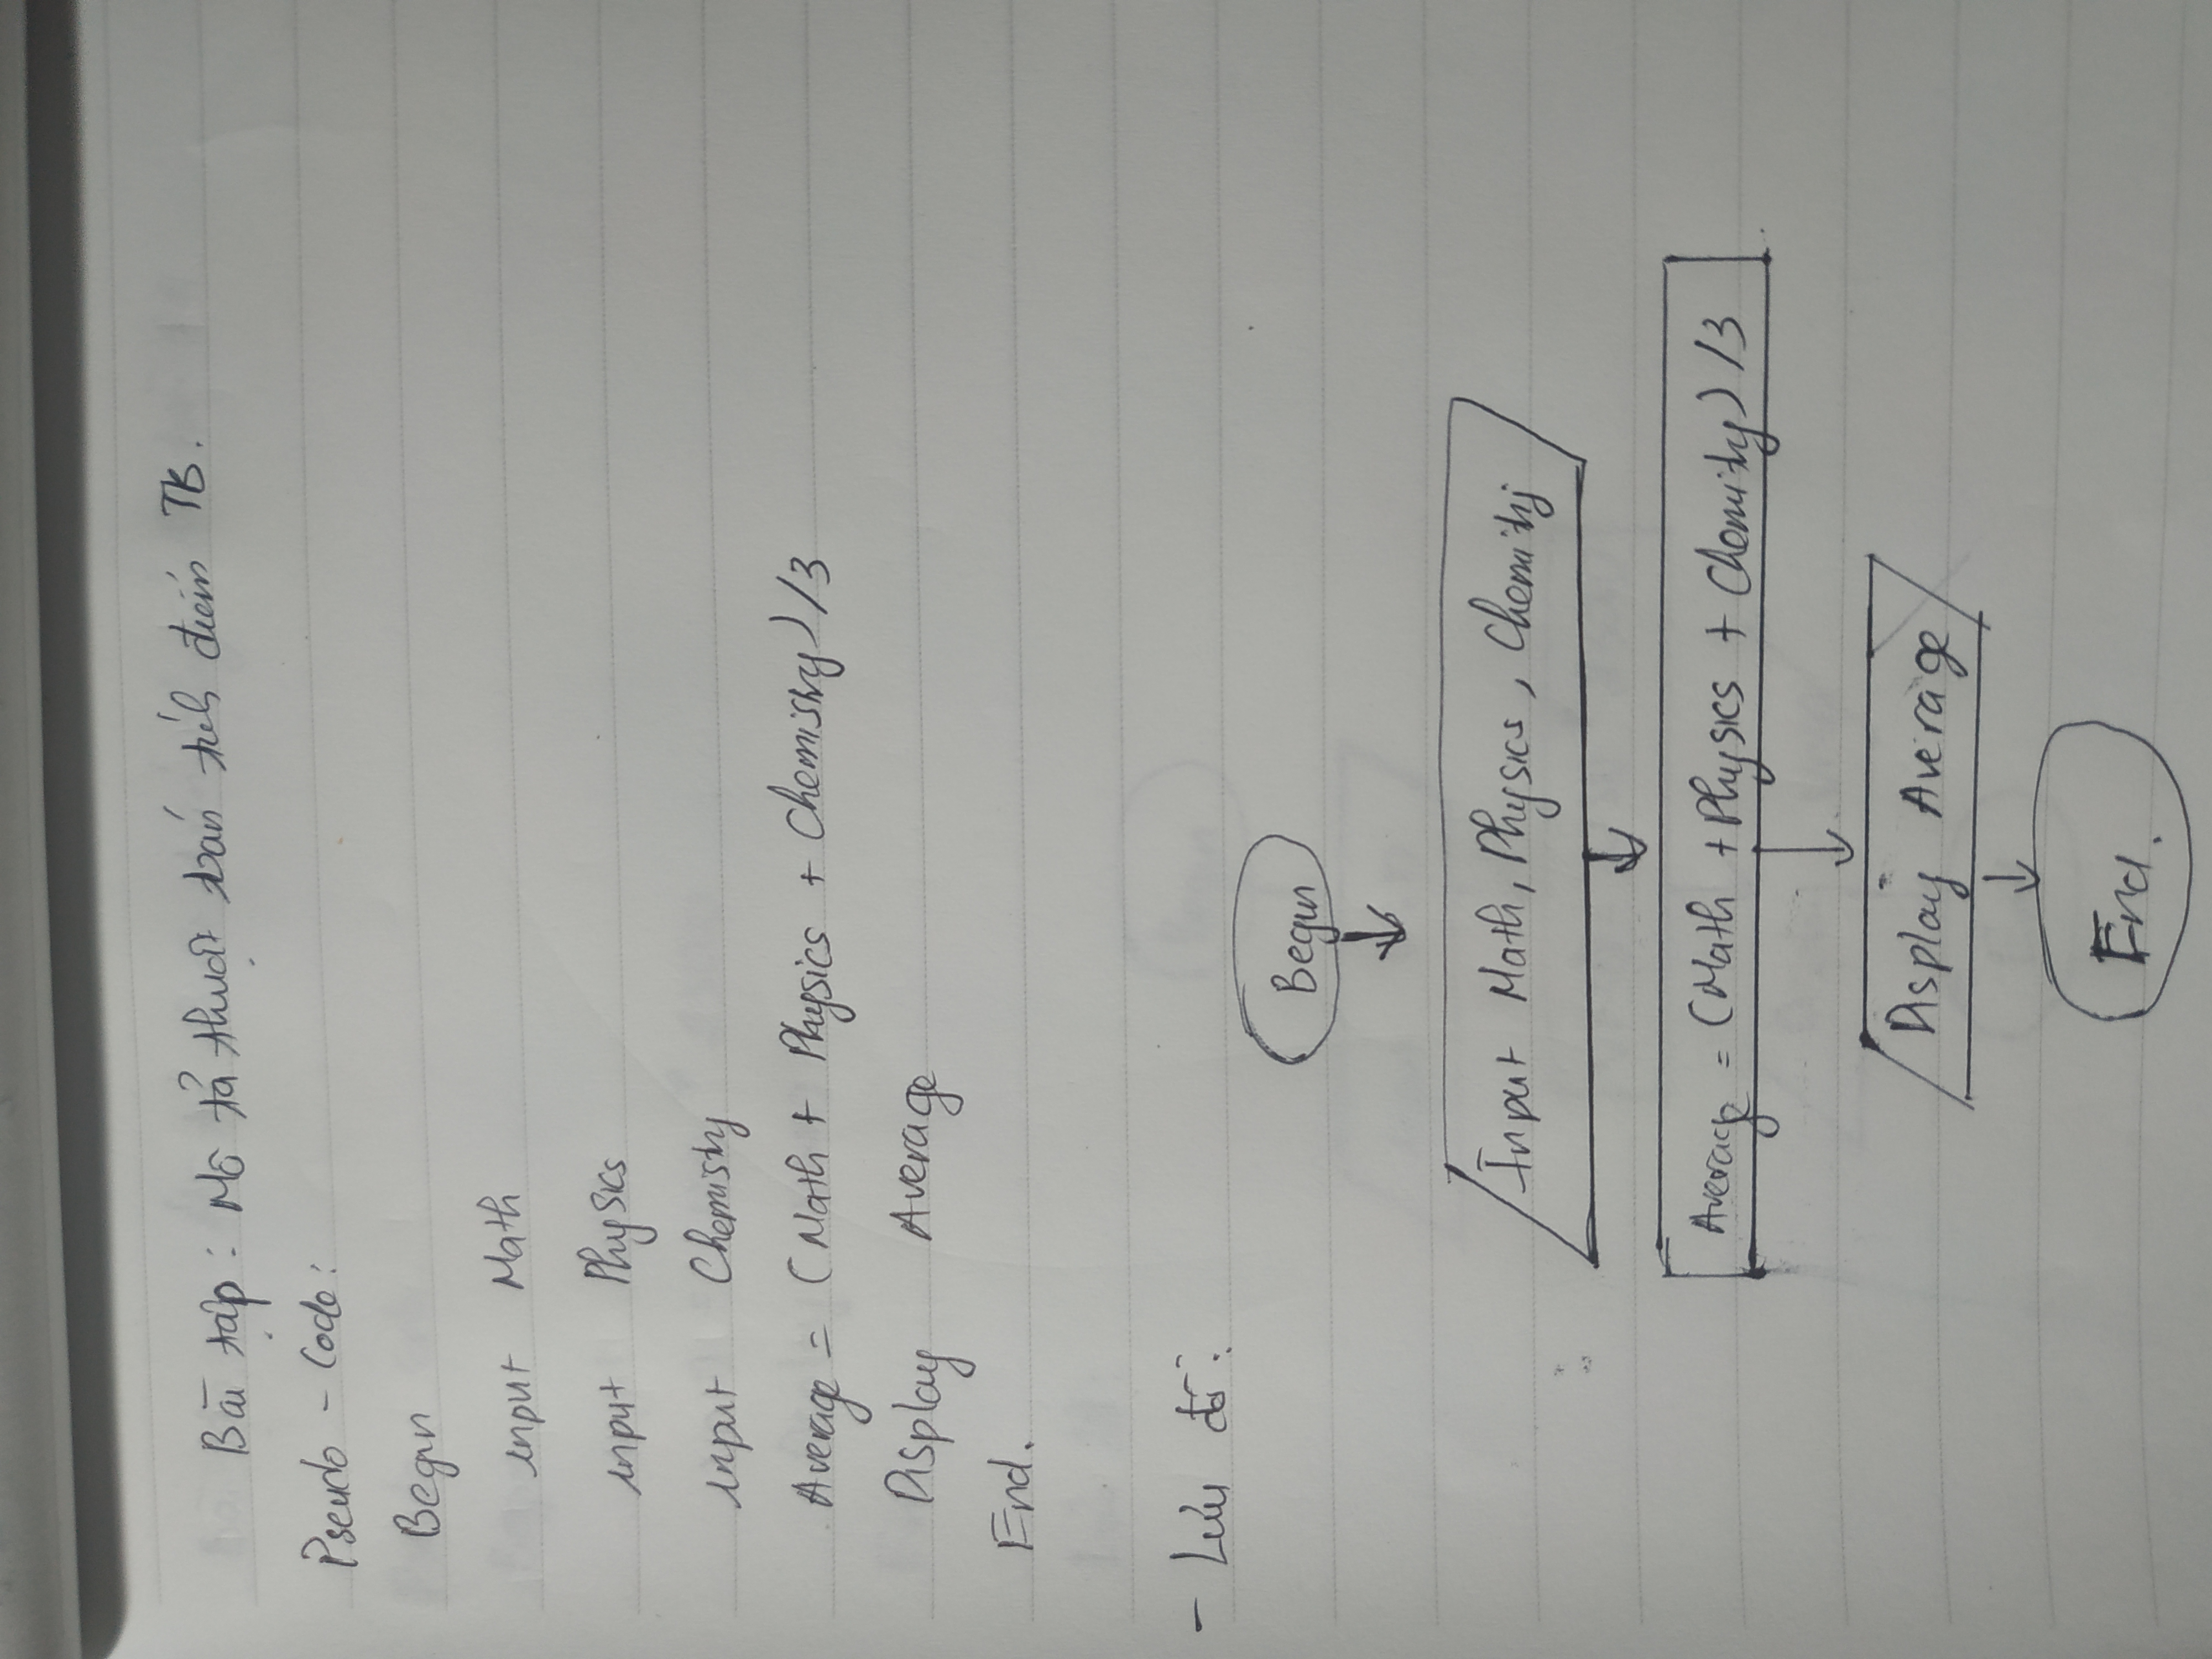 Bài tập: Mô tả thuật toán tính điểm TB.
Pseudo - Code:
Begin
input Math
input Physics
input Chemistry
Average = (Math + Physics + Chemistry) /3
Display Average
End.
- Lưu đồ:
Begin
Input Math, Physics, Chemistry
Average = (Math + Physics + Chemistry) /3
Display Average
End.